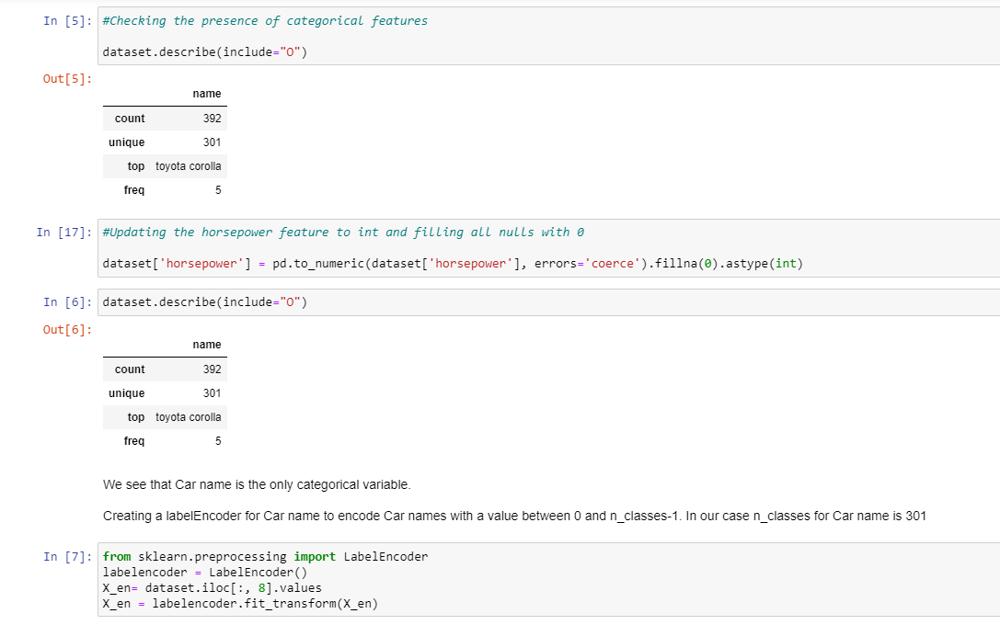 In [5]: #Checking the presence of categorical features
dataset.describe(include="O")
Out[5]:
name
count 392
unique 301
top toyota corolla
freq 5
In [17]: #Updating the horsepower feature to int and filling all nulls with 0
dataset['horsepower'] = pd.to_numeric(dataset['horsepower'], errors='coerce').fillna(0).astype(int)
In [6]: dataset.describe(include="O")
Out[6]:
name
count 392
unique 301
top toyota corolla
freq 5
We see that Car name is the only categorical variable.
Creating a labelEncoder for Car name to encode Car names with a value between 0 and n_classes-1. In our case n_classes for Car name is 301
In [7]: from sklearn.preprocessing import LabelEncoder
labelencoder = LabelEncoder()
X_en= dataset.iloc[:, 8].values
X_en = labelencoder.fit_transform(X_en)